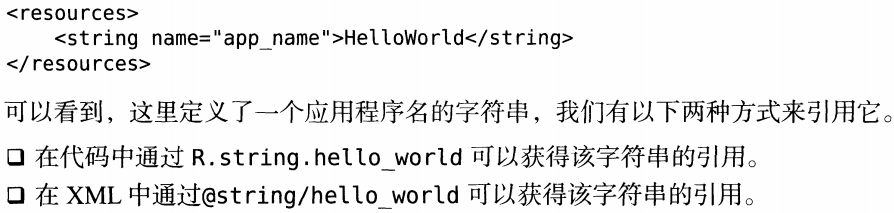 <resources>
    <string name="app_name">HelloWorld</string>
</resources>
可以看到，这里定义了一个应用程序名的字符串，我们有以下两种方式来引用它。
❑ 在代码中通过 R.string.hello_world 可以获得该字符串的引用。
❑ 在 XML 中通过@string/hello_world 可以获得该字符串的引用。